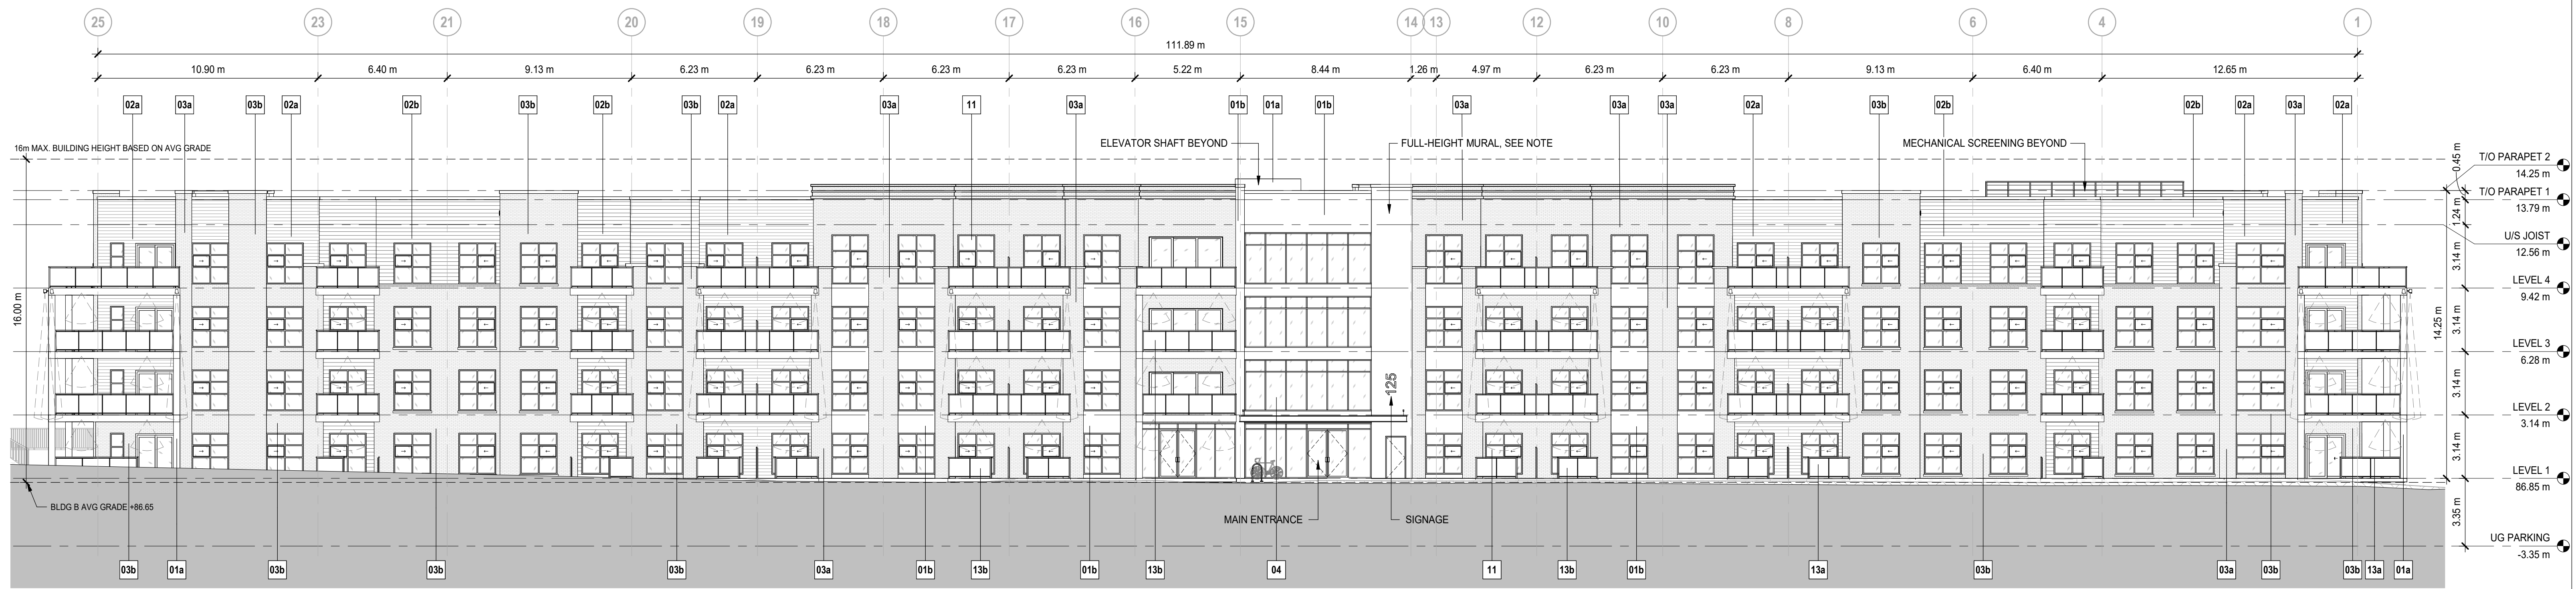 25 23 21 20 19 18 17 16 15 14 13 12 10 8 6 4 1
111.89 m
10.90 m 6.40 m 9.13 m 6.23 m 6.23 m 6.23 m 6.23 m 5.22 m 8.44 m 1.26 m 4.97 m 6.23 m 6.23 m 9.13 m 6.40 m 12.65 m
02a 03a 03b 02a 02b 03b 02b 03b 02a 03a 11 03a 01b 01a 01b 03a 03a 03a 02a 03b 02b 02b 02a 03a 02a
16m MAX. BUILDING HEIGHT BASED ON AVG GRADE
ELEVATOR SHAFT BEYOND
FULL-HEIGHT MURAL, SEE NOTE
MECHANICAL SCREENING BEYOND
T/O PARAPET 2
14.25 m
0.45 m
T/O PARAPET 1
13.79 m
1.24 m
U/S JOIST
12.56 m
3.14 m
LEVEL 4
9.42 m
16.00 m
14.25 m
3.14 m
LEVEL 3
6.28 m
125
3.14 m
LEVEL 2
3.14 m
3.14 m
LEVEL 1
86.85 m
BLDG B AVG GRADE +86.65
MAIN ENTRANCE
SIGNAGE
3.35 m
UG PARKING
-3.35 m
03b 01a 03b 03b 03b 03a 01b 13b 01b 13b 04 11 13b 01b 13a 03b 03a 03b 03b 13a 01a